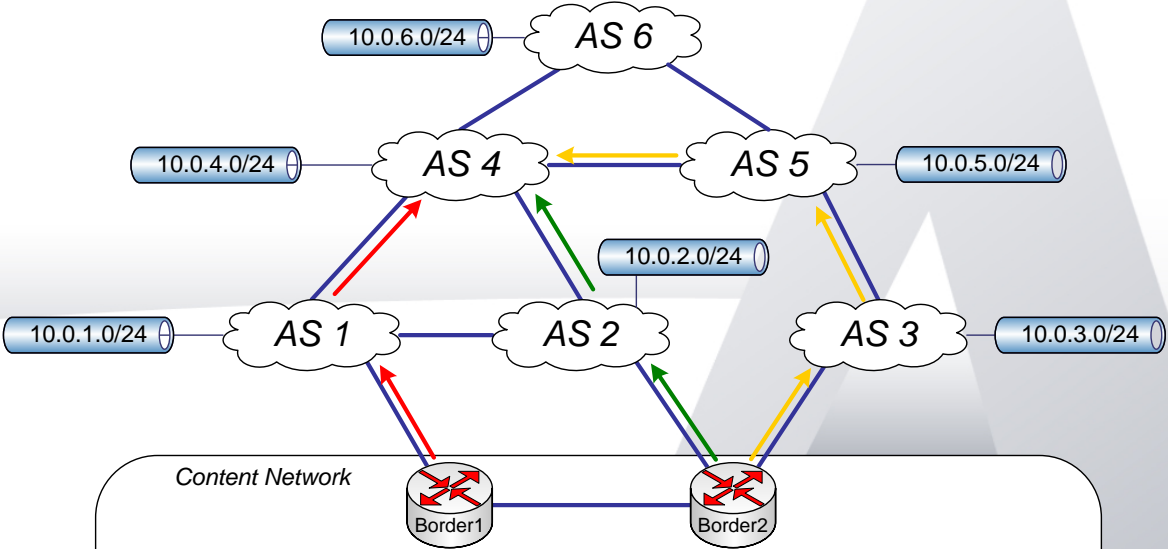 10.0.6.0/24
AS 6
10.0.4.0/24
AS 4
AS 5
10.0.5.0/24
10.0.2.0/24
10.0.1.0/24
AS 1
AS 2
AS 3
10.0.3.0/24
Content Network
Border1
Border2